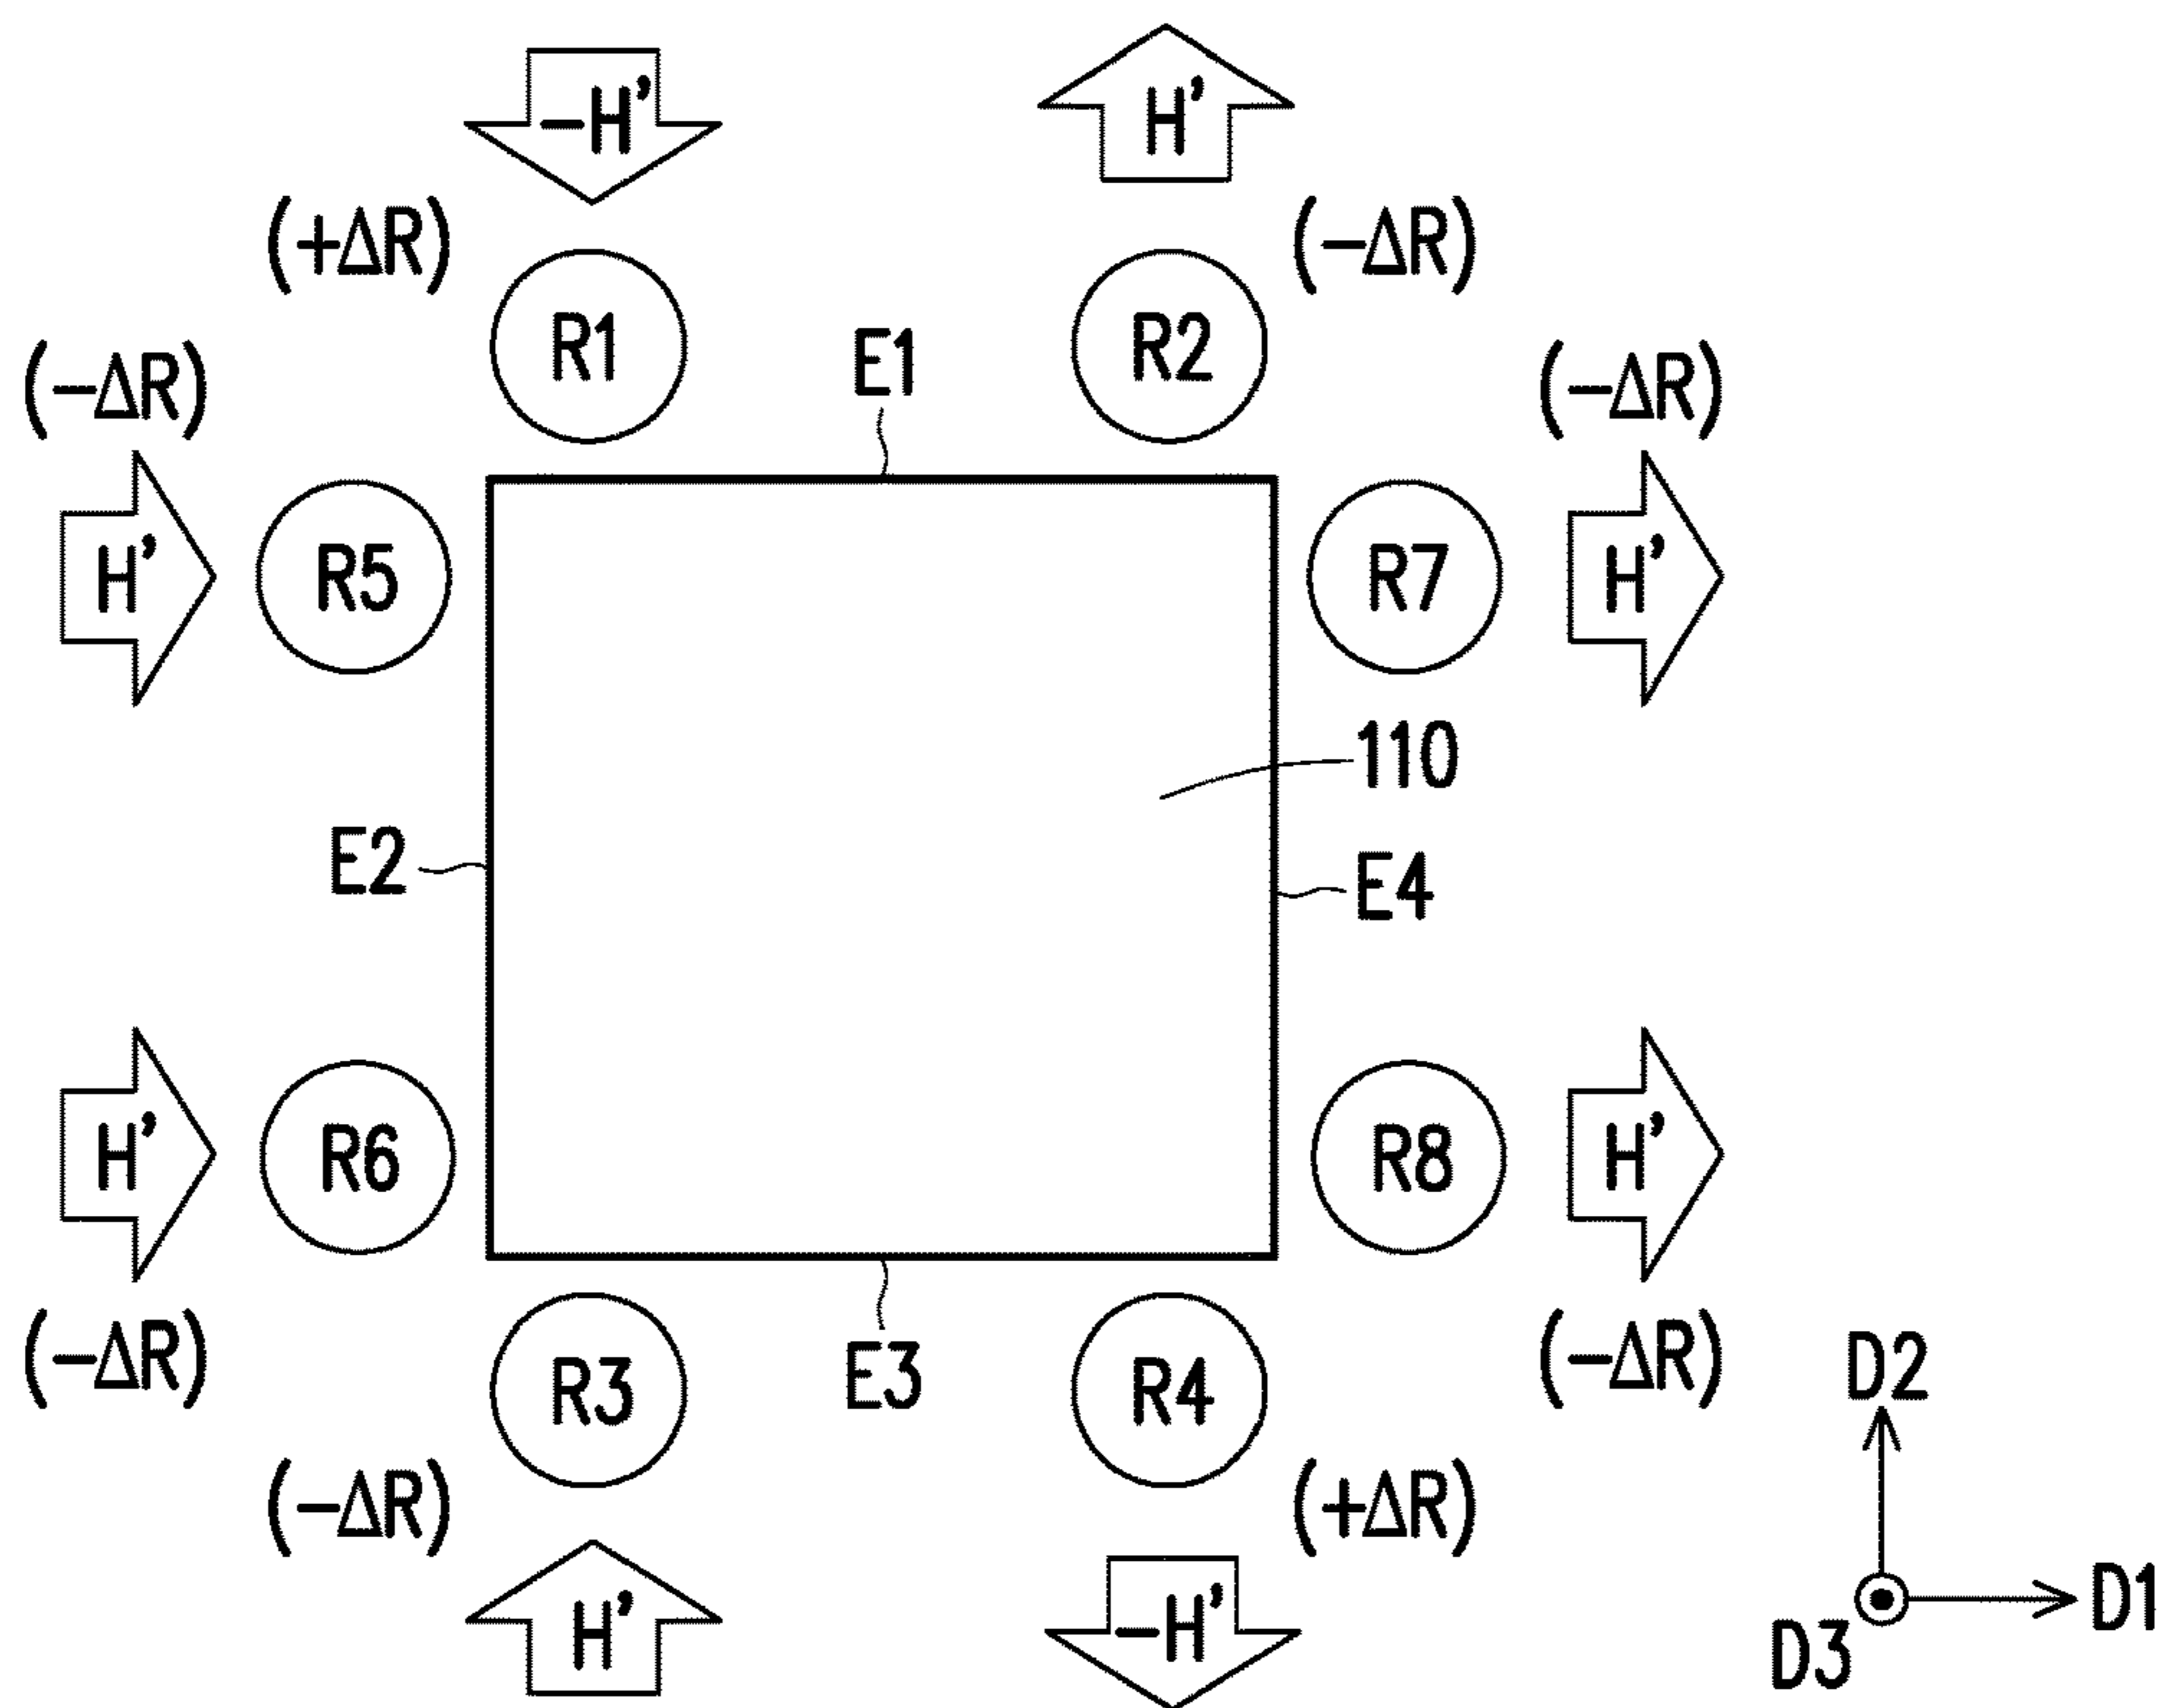 -H' H'
(+ΔR) (-ΔR)
R1 E1 R2
(-ΔR) (-ΔR)
H' R5 R7 H'
110
E2 E4
H' R6 R8 H'
(-ΔR) R3 E3 R4 (-ΔR)
D2
(-ΔR) (+ΔR)
H' -H' D1
D3